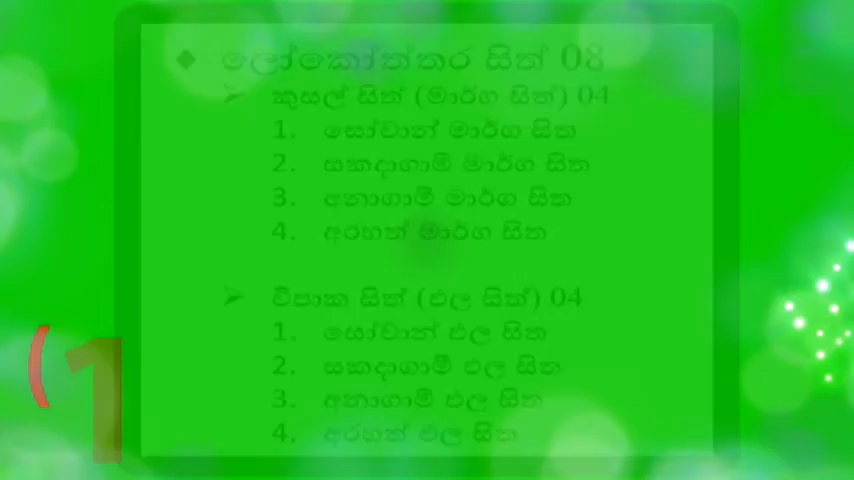 ලෝකෝත්තර සිත් 08
කුසල් සිත් (මාර්ග සිත්) 04
1. සෝවාන් මාර්ග සිත
2. සකදාගාමී මාර්ග සිත
3. අනාගාමී මාර්ග සිත
4. අරහත් මාර්ග සිත
විපාක සිත් (ඵල සිත්) 04
1. සෝවාන් ඵල සිත
2. සකදාගාමී ඵල සිත
3. අනාගාමී ඵල සිත
4. අරහත් ඵල සිත
(1